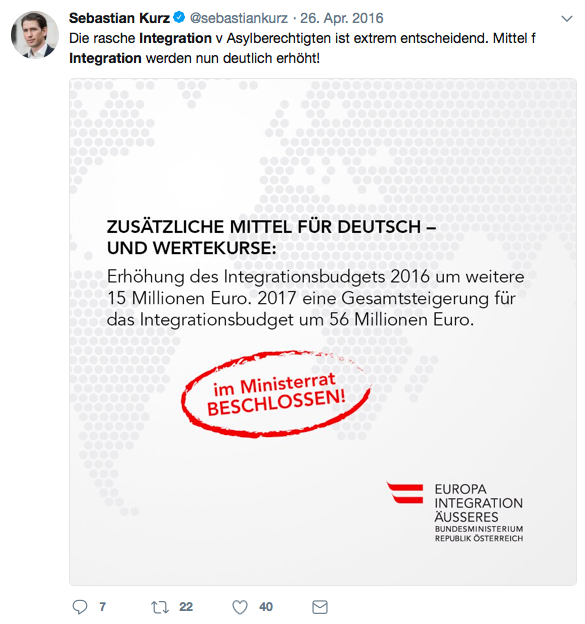 Sebastian Kurz @sebastiankurz · 26. Apr. 2016
Die rasche Integration v Asylberechtigten ist extrem entscheidend. Mittel f
Integration werden nun deutlich erhöht!
ZUSÄTZLICHE MITTEL FÜR DEUTSCH –
UND WERTEKURSE:
Erhöhung des Integrationsbudgets 2016 um weitere
15 Millionen Euro. 2017 eine Gesamtsteigerung für
das Integrationsbudget um 56 Millionen Euro.
im Ministerrat
BESCHLOSSEN!
EUROPA
INTEGRATION
ÄUSSERES
BUNDESMINISTERIUM
REPUBLIK ÖSTERREICH
7 22 40